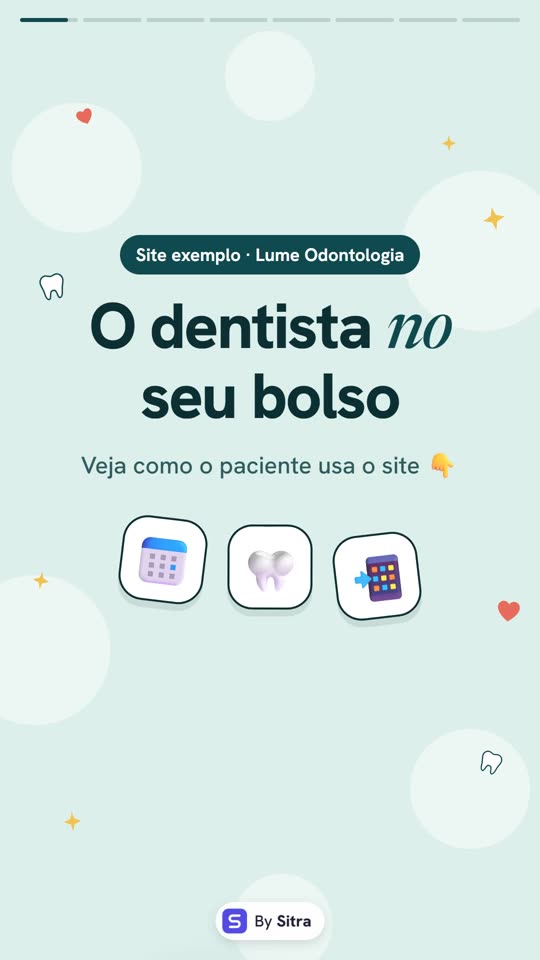 Site exemplo · Lume Odontologia
O dentista no
seu bolso
Veja como o paciente usa o site 👇
S By Sitra